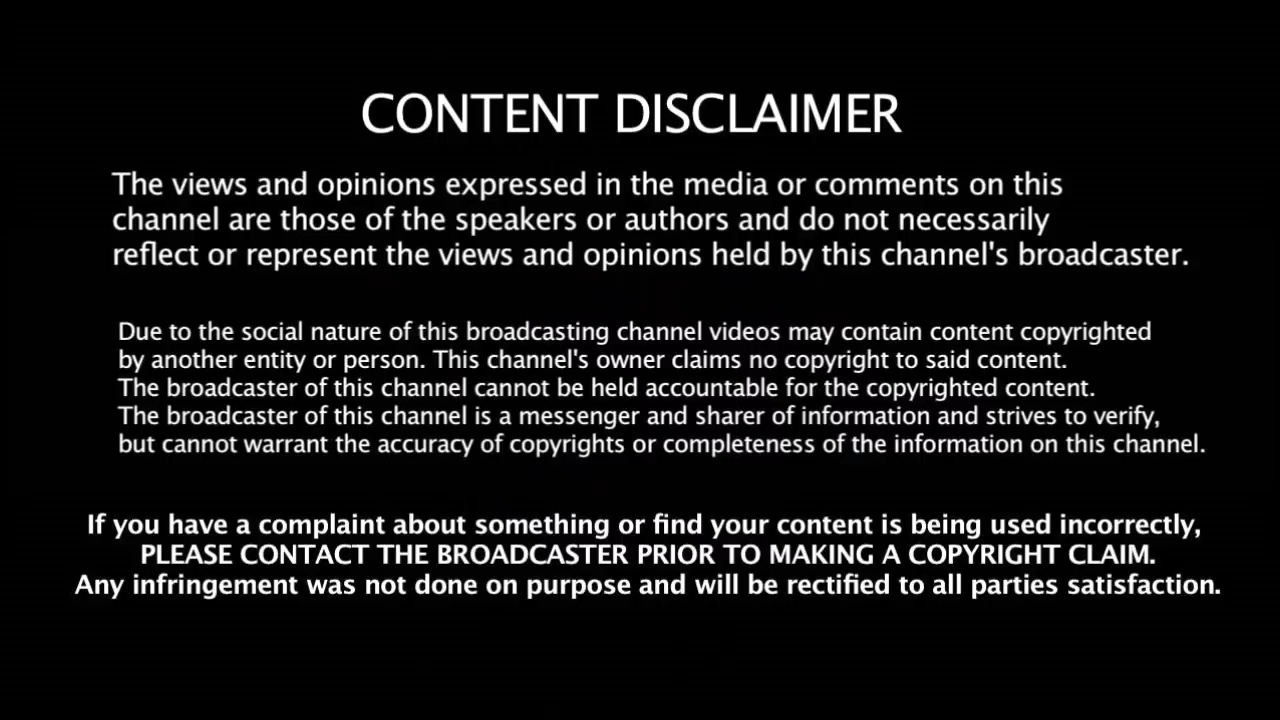 CONTENT DISCLAIMER
The views and opinions expressed in the media or comments on this
channel are those of the speakers or authors and do not necessarily
reflect or represent the views and opinions held by this channel's broadcaster.
Due to the social nature of this broadcasting channel videos may contain content copyrighted
by another entity or person. This channel's owner claims no copyright to said content.
The broadcaster of this channel cannot be held accountable for the copyrighted content.
The broadcaster of this channel is a messenger and sharer of information and strives to verify,
but cannot warrant the accuracy of copyrights or completeness of the information on this channel.
If you have a complaint about something or find your content is being used incorrectly,
PLEASE CONTACT THE BROADCASTER PRIOR TO MAKING A COPYRIGHT CLAIM.
Any infringement was not done on purpose and will be rectified to all parties satisfaction.